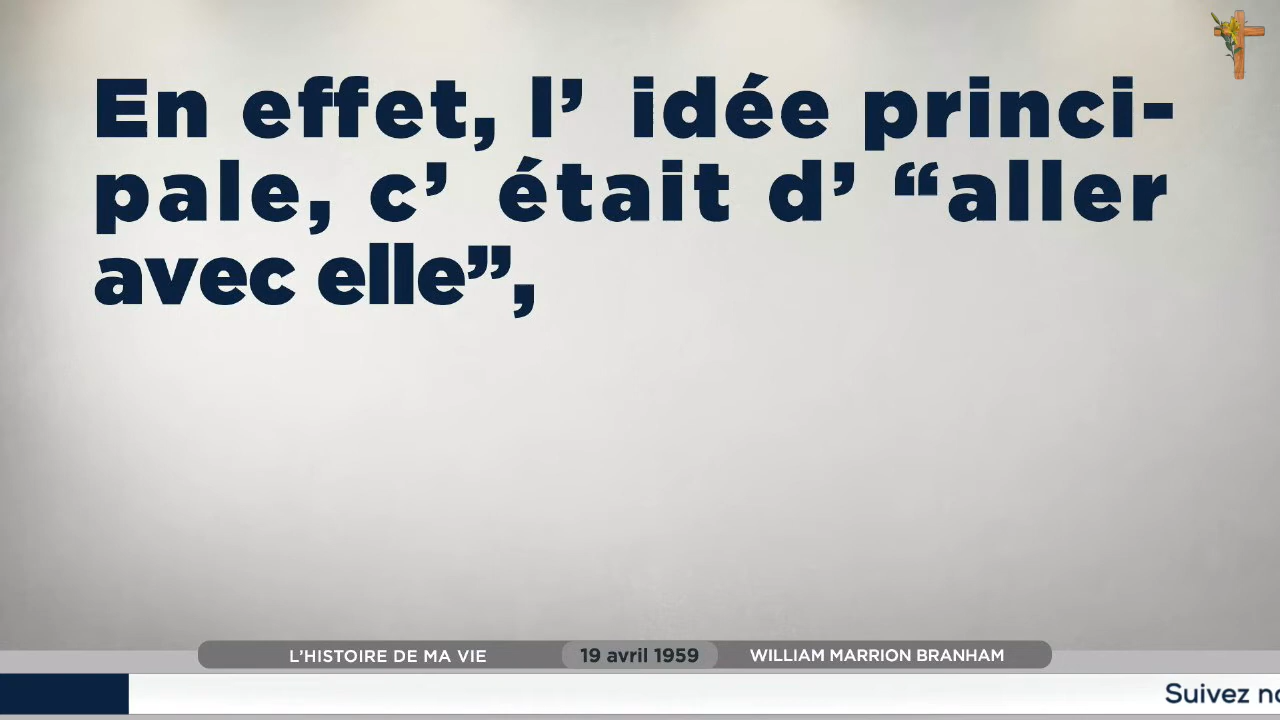 En effet, l’ idée princi-
pale, c’ était d’ “aller
avec elle”,
L’HISTOIRE DE MA VIE 19 avril 1959 WILLIAM MARRION BRANHAM
Suivez